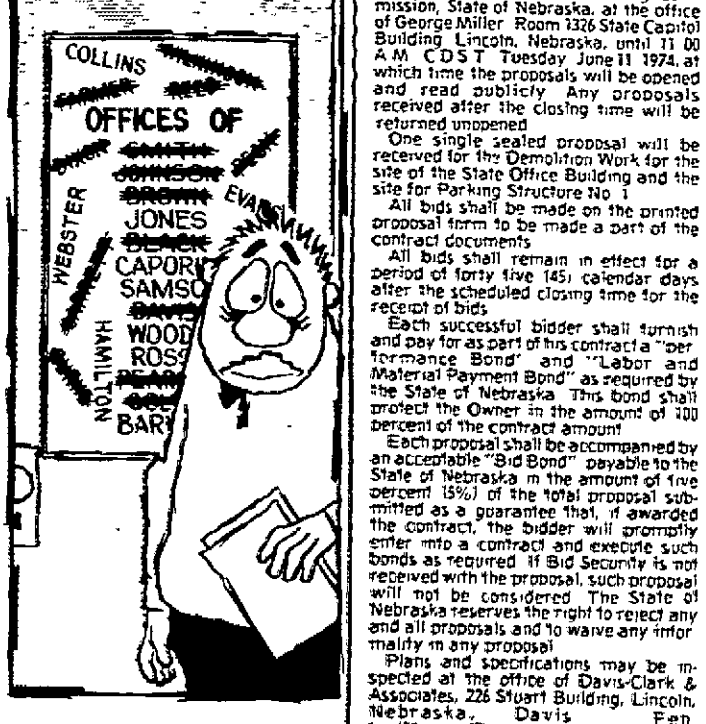 COLLINS
OFFICES OF
SMITH
JOHNSON
BROWN
EVANS
WEBSTER
JONES
BLACK
CAPOR
SAMSO
DAVIS
WOOD
ROSS
HAMILTON
BAR
mission, State of Nebraska, at the office
of George Miller Room 1326 State Capitol
Building Lincoln, Nebraska, until 11 00
A M C D S T Tuesday June 11 1974, at
which time the proposals will be opened
and read publicly Any proposals
received after the closing time will be
returned unopened
One single sealed proposal will be
received for the Demolition Work for the
site of the State Office Building and the
site for Parking Structure No 1
All bids shall be made on the printed
proposal form to be made a part of the
contract documents
All bids shall remain in effect for a
period of forty five (45) calendar days
after the scheduled closing time for the
receipt of bids
Each successful bidder shall furnish
and pay for as part of his contract a "per
formance Bond" and "Labor and
Material Payment Bond" as required by
the State of Nebraska This bond shall
protect the Owner in the amount of 100
percent of the contract amount
Each proposal shall be accompanied by
an acceptable "Bid Bond" payable to the
State of Nebraska in the amount of five
percent (5%) of the total proposal sub-
mitted as a guarantee that, if awarded
the contract, the bidder will promptly
enter into a contract and execute such
bonds as required If Bid Security is not
received with the proposal, such proposal
will not be considered The State of
Nebraska reserves the right to reject any
and all proposals and to waive any infor
mality in any proposal
Plans and specifications may be in-
spected at the office of Davis-Clark &
Associates, 226 Stuart Building, Lincoln,
Nebraska, Davis Fen